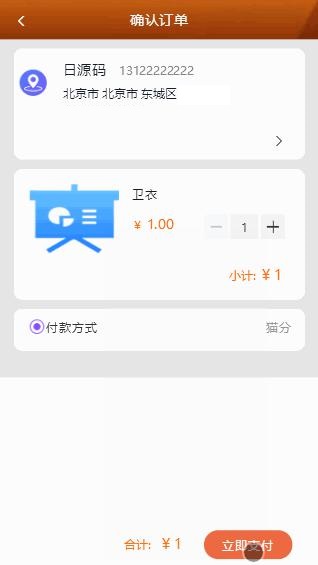 确认订单
日源码 13122222222
北京市 北京市 东城区
卫衣
¥ 1.00
1
小计: ¥ 1
付款方式 猫分
合计: ¥ 1 立即支付